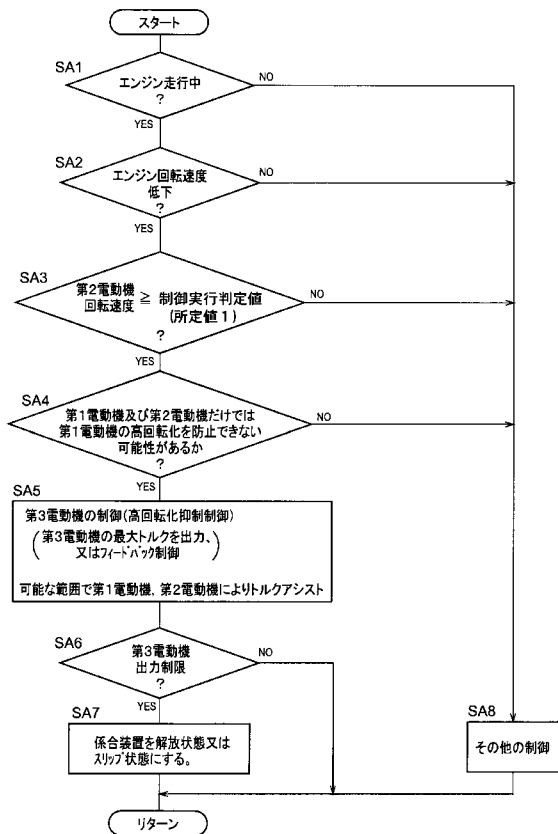 スタート
SA1
エンジン走行中
?
NO
YES
SA2
エンジン回転速度
低下
?
NO
YES
SA3
第2電動機
回転速度 ≧ 制御実行判定値
(所定値1)
?
NO
YES
SA4
第1電動機及び第2電動機だけでは
第1電動機の高回転化を防止できない
可能性があるか
?
NO
YES
SA5
第3電動機の制御(高回転化抑制制御)
(第3電動機の最大トルクを出力、
又はフィードバック制御)
可能な範囲で第1電動機, 第2電動機によりトルクアシスト
SA6
第3電動機
出力制限
?
NO
YES
SA7
係合装置を解放状態又は
スリップ状態にする。
SA8
その他の制御
リターン